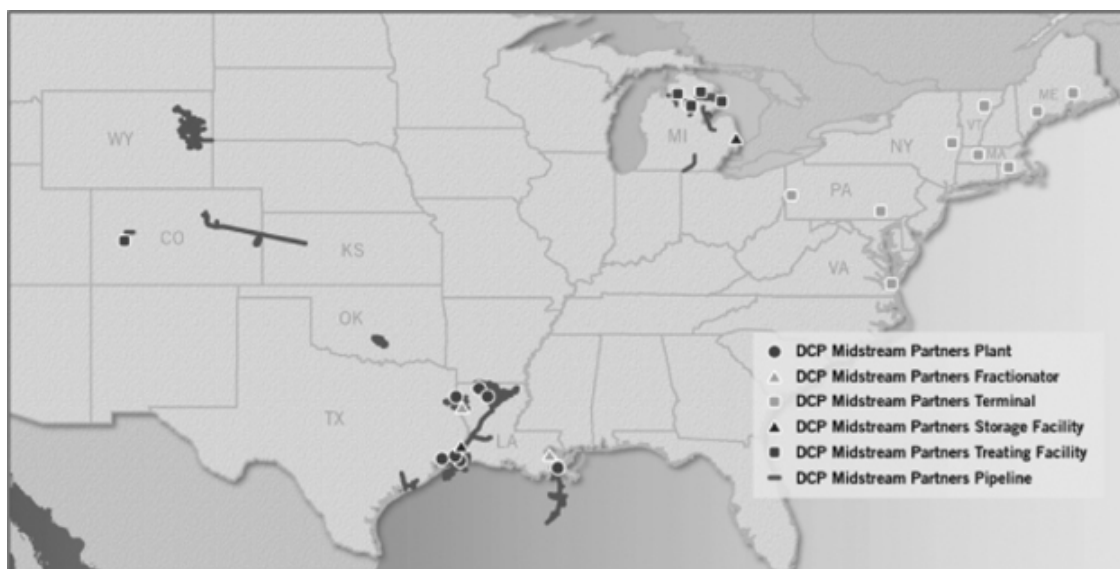 ME
VT
WY
MI
NY
MA
PA
CO
KS
VA
OK
DCP Midstream Partners Plant
DCP Midstream Partners Fractionator
DCP Midstream Partners Terminal
TX
DCP Midstream Partners Storage Facility
LA
DCP Midstream Partners Treating Facility
DCP Midstream Partners Pipeline